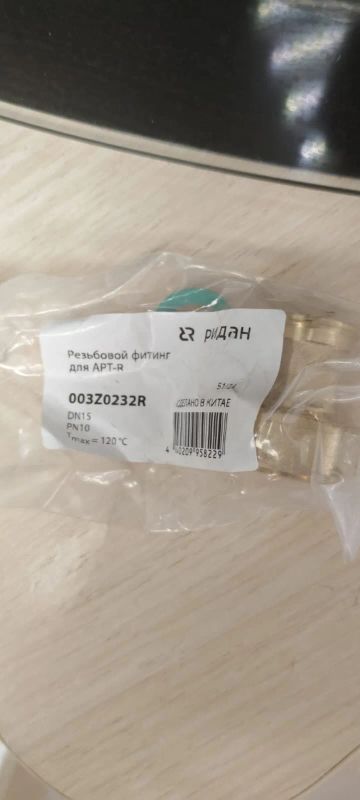 ридан
Резьбовой фитинг
для APT-R
003Z0232R
СДЕЛАНО В КИТАЕ
DN15
PN10
Tmax = 120 °C